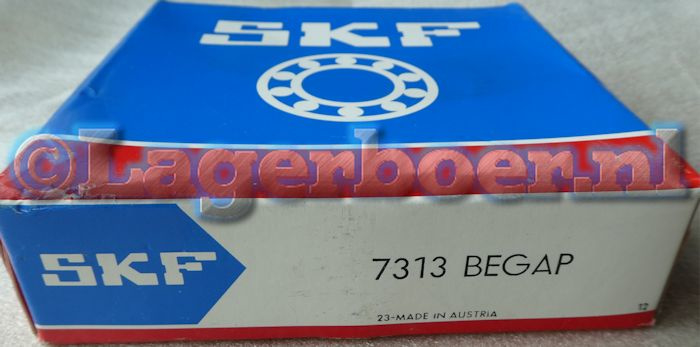 SKF
©Lagerboer.nl
SKF
7313 BEGAP
23-MADE IN AUSTRIA
12